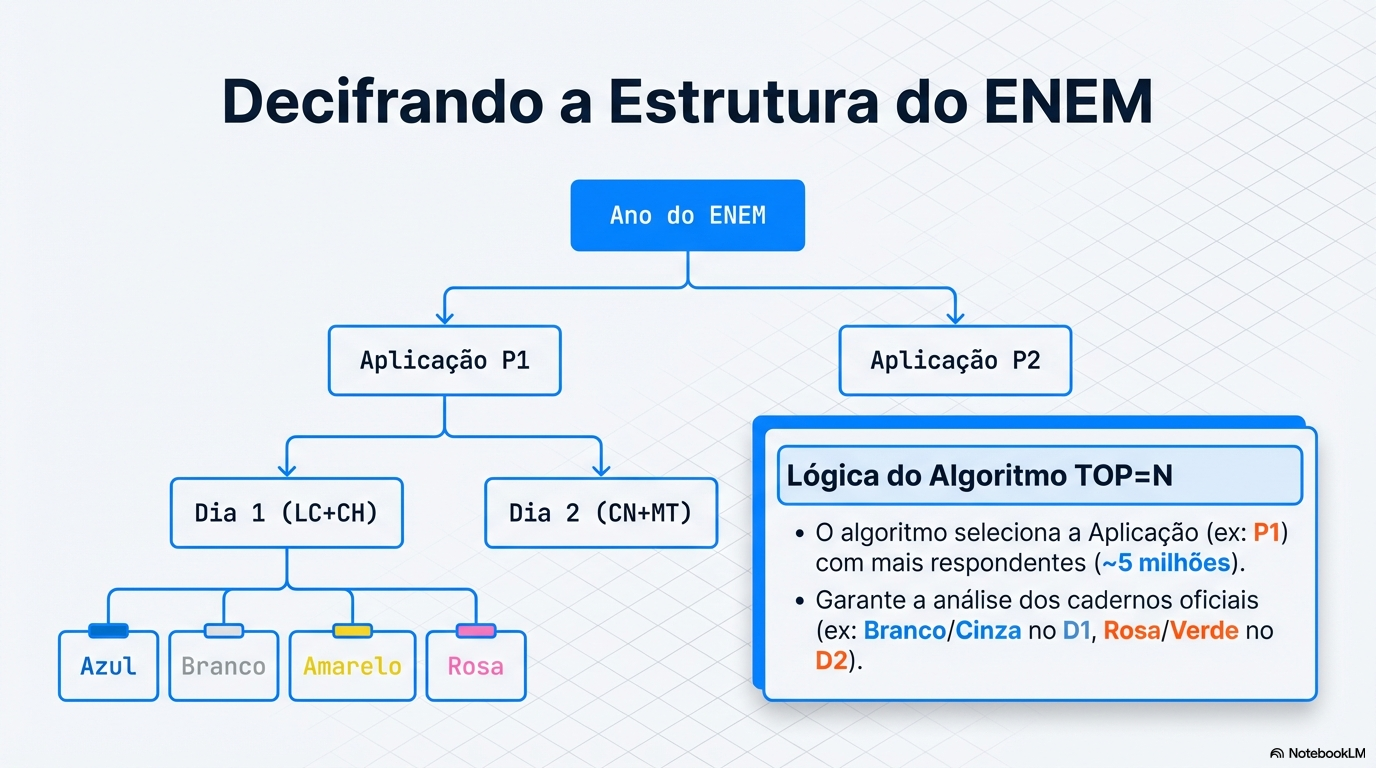 Decifrando a Estrutura do ENEM
Ano do ENEM
Aplicação P1
Aplicação P2
Dia 1 (LC+CH)
Dia 2 (CN+MT)
Azul
Branco
Amarelo
Rosa
Lógica do Algoritmo TOP=N
• O algoritmo seleciona a Aplicação (ex: P1)
com mais respondentes (~5 milhões).
• Garante a análise dos cadernos oficiais
(ex: Branco/Cinza no D1, Rosa/Verde no
D2).
NotebookLM